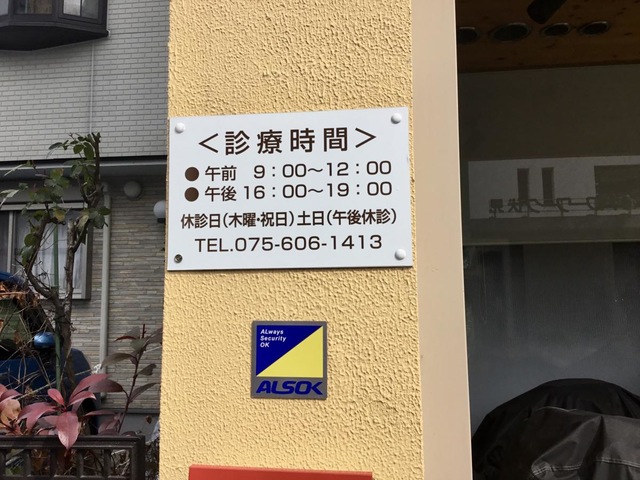 ＜診療時間＞
●午前 9：00〜12：00
●午後 16：00〜19：00
休診日（木曜・祝日）土日（午後休診）
TEL.075-606-1413
ALways
Security
OK
ALSOK